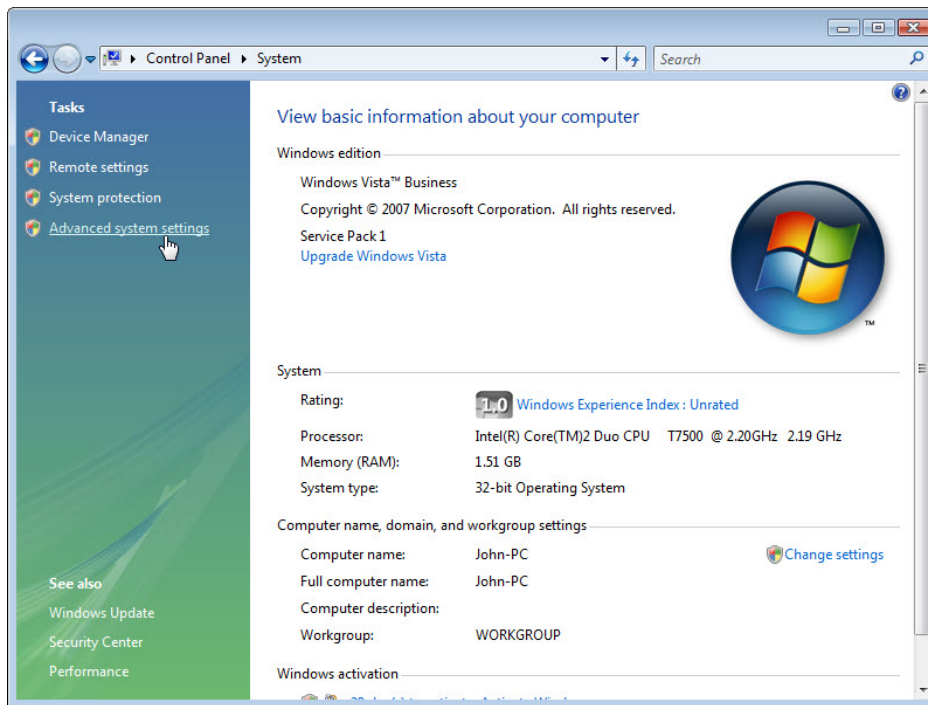 Control Panel System Search
Tasks
Device Manager
Remote settings
System protection
Advanced system settings
See also
Windows Update
Security Center
Performance
View basic information about your computer
Windows edition
Windows Vista™ Business
Copyright © 2007 Microsoft Corporation. All rights reserved.
Service Pack 1
Upgrade Windows Vista
TM
System
Rating: 1,0 Windows Experience Index : Unrated
Processor: Intel(R) Core(TM)2 Duo CPU T7500 @ 2.20GHz 2.19 GHz
Memory (RAM): 1.51 GB
System type: 32-bit Operating System
Computer name, domain, and workgroup settings
Computer name: John-PC Change settings
Full computer name: John-PC
Computer description:
Workgroup: WORKGROUP
Windows activation